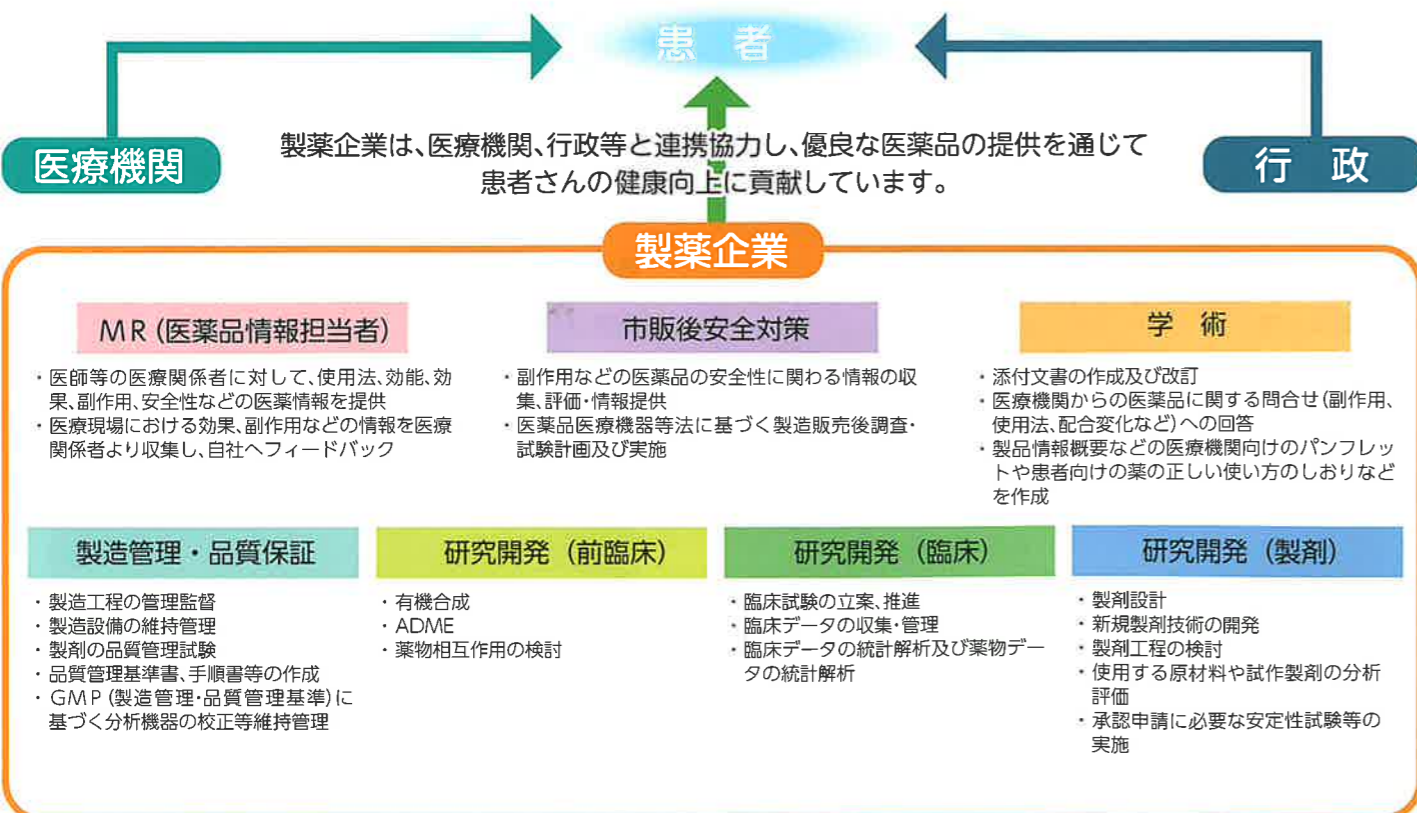 患 者
医療機関
製薬企業は、医療機関、行政等と連携協力し、優良な医薬品の提供を通じて
患者さんの健康向上に貢献しています。
行 政
製薬企業
MR(医薬品情報担当者)
・医師等の医療関係者に対して、使用法、効能、効
果、副作用、安全性などの医薬情報を提供
・医療現場における効果、副作用などの情報を医療
関係者より収集し、自社へフィードバック
市販後安全対策
・副作用などの医薬品の安全性に関わる情報の収
集、評価・情報提供
・医薬品医療機器等法に基づく製造販売後調査・
試験計画及び実施
学 術
・添付文書の作成及び改訂
・医療機関からの医薬品に関する問合せ(副作用、
使用法、配合変化など)への回答
・製品情報概要などの医療機関向けのパンフレッ
トや患者向けの薬の正しい使い方のしおりなど
を作成
製造管理・品質保証
・製造工程の管理監督
・製造設備の維持管理
・製剤の品質管理試験
・品質管理基準書、手順書等の作成
・GMP(製造管理・品質管理基準)に
基づく分析機器の校正等維持管理
研究開発(前臨床)
・有機合成
・ADME
・薬物相互作用の検討
研究開発(臨床)
・臨床試験の立案、推進
・臨床データの収集・管理
・臨床データの統計解析及び薬物デー
タの統計解析
研究開発(製剤)
・製剤設計
・新規製剤技術の開発
・製剤工程の検討
・使用する原材料や試作製剤の分析
評価
・承認申請に必要な安定性試験等の
実施